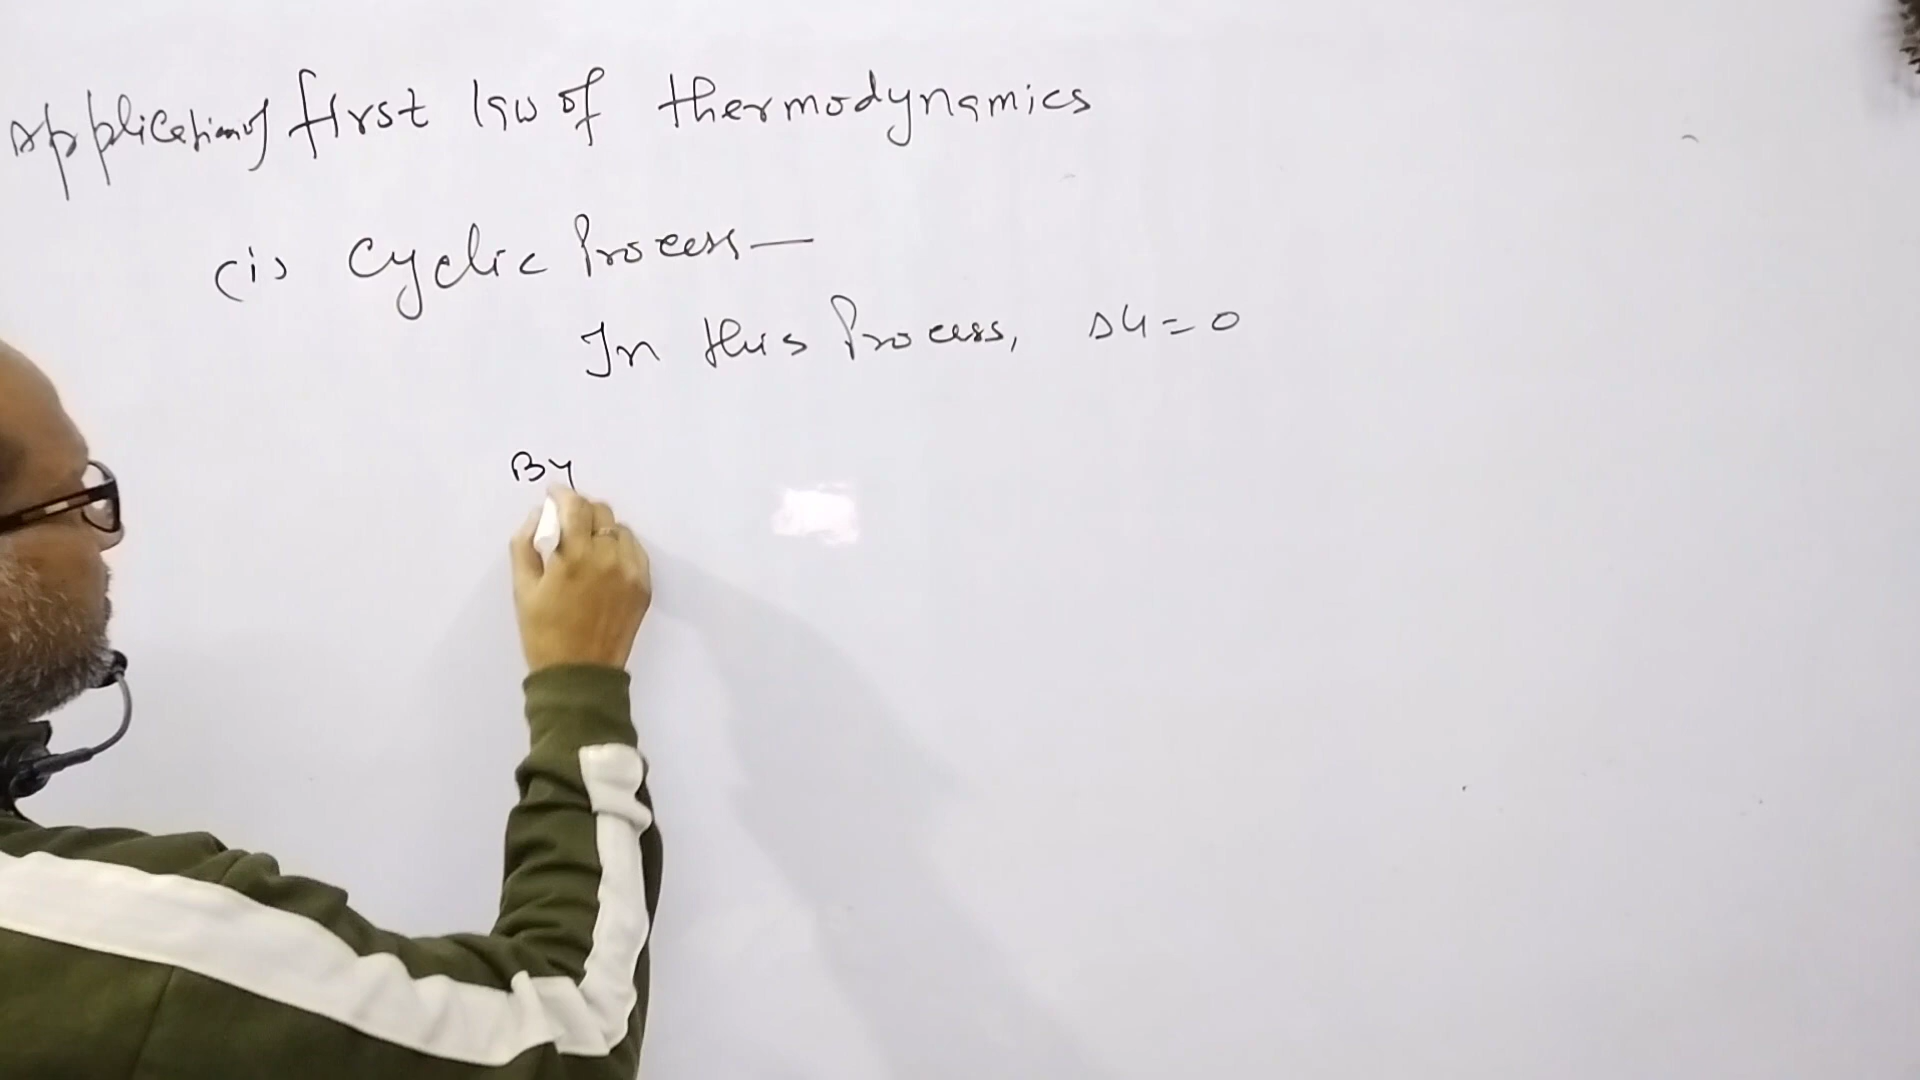 Application of first law of thermodynamics
(i) Cyclic Process —
In this Process, ΔU = 0
By